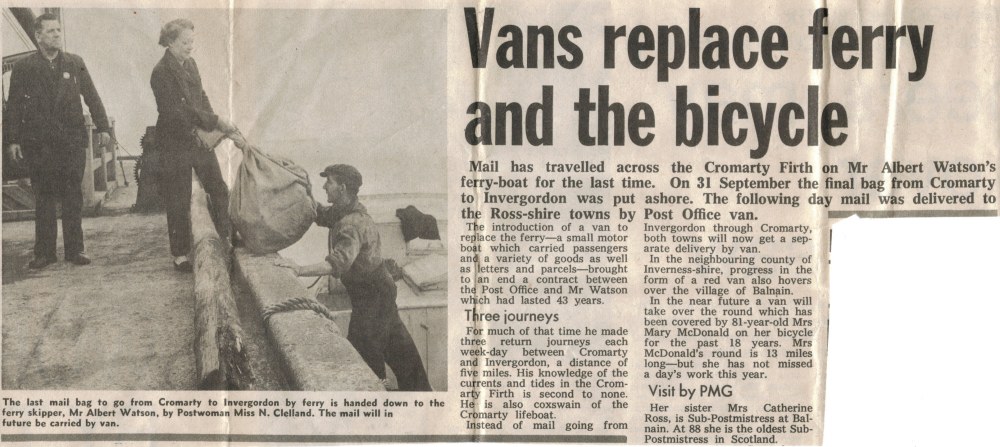 Vans replace ferry
and the bicycle
Mail has travelled across the Cromarty Firth on Mr Albert Watson's
ferry-boat for the last time. On 31 September the final bag from Cromarty
to Invergordon was put ashore. The following day mail was delivered to
the Ross-shire towns by Post Office van.
The introduction of a van to
replace the ferry—a small motor
boat which carried passengers
and a variety of goods as well
as letters and parcels—brought
to an end a contract between
the Post Office and Mr Watson
which had lasted 43 years.
Three journeys
For much of that time he made
three return journeys each
week-day between Cromarty
and Invergordon, a distance of
five miles. His knowledge of the
currents and tides in the Crom-
arty Firth is second to none.
He is also coxswain of the
Cromarty lifeboat.
Instead of mail going from
Invergordon through Cromarty,
both towns will now get a sep-
arate delivery by van.
In the neighbouring county of
Inverness-shire, progress in the
form of a red van also hovers
over the village of Balnain.
In the near future a van will
take over the round which has
been covered by 81-year-old Mrs
Mary McDonald on her bicycle
for the past 18 years. Mrs
McDonald's round is 13 miles
long—but she has not missed
a day's work this year.
Visit by PMG
Her sister Mrs Catherine
Ross, is Sub-Postmistress at Bal-
nain. At 88 she is the oldest Sub-
Postmistress in Scotland.
The last mail bag to go from Cromarty to Invergordon by ferry is handed down to the
ferry skipper, Mr Albert Watson, by Postwoman Miss N. Clelland. The mail will in
future be carried by van.